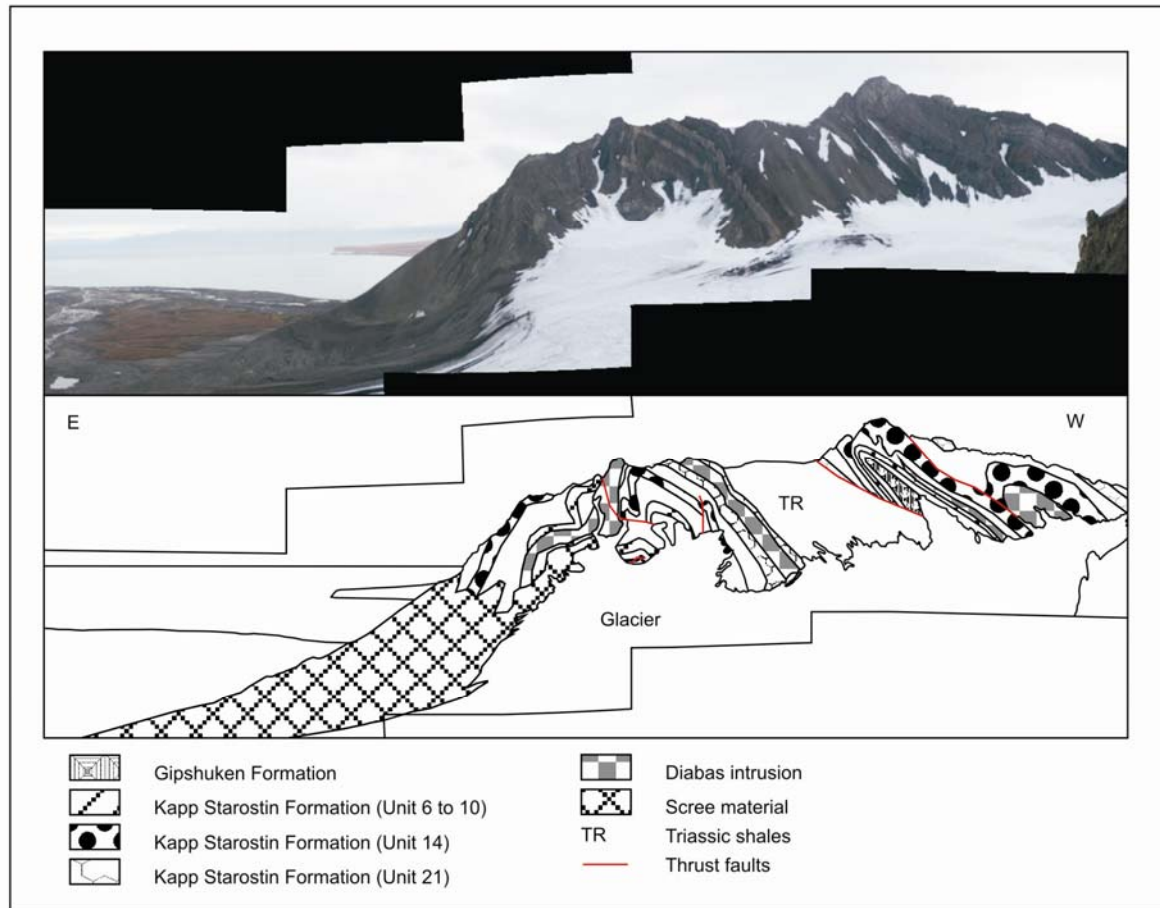 E
W
TR
Glacier
Gipshuken Formation
Kapp Starostin Formation (Unit 6 to 10)
Kapp Starostin Formation (Unit 14)
Kapp Starostin Formation (Unit 21)
Diabas intrusion
Scree material
TR Triassic shales
Thrust faults